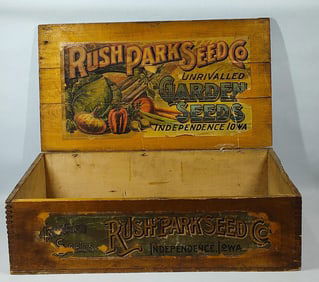 RUSH PARK SEED CO
UNRIVALLED
GARDEN
SEEDS
INDEPENDENCE IOWA
RUSH PARK SEED CO
INDEPENDENCE, IOWA